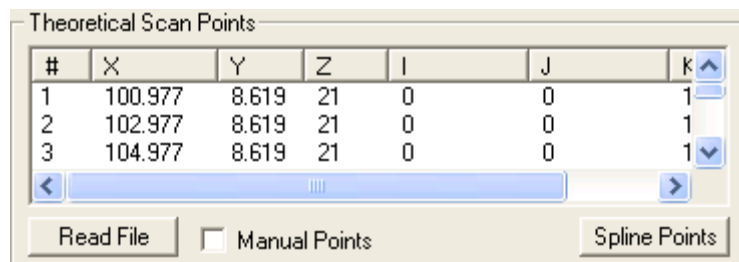 Theoretical Scan Points
# X Y Z I J K
1 100.977 8.619 21 0 0 1
2 102.977 8.619 21 0 0 1
3 104.977 8.619 21 0 0 1
Read File Manual Points Spline Points